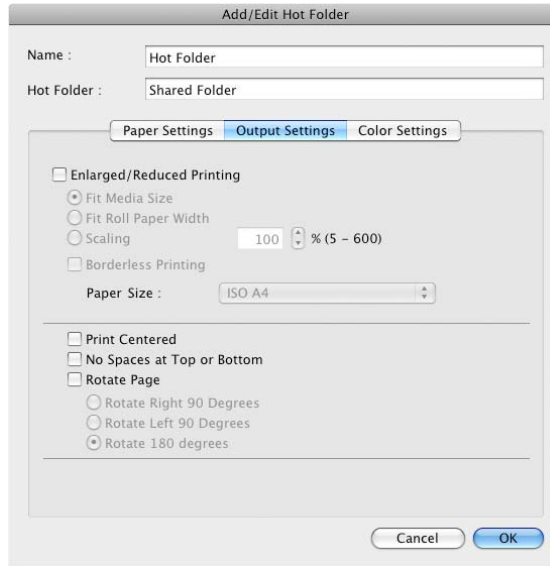 Add/Edit Hot Folder
Name : Hot Folder
Hot Folder : Shared Folder
Paper Settings Output Settings Color Settings
Enlarged/Reduced Printing
Fit Media Size
Fit Roll Paper Width
Scaling 100 % (5 - 600)
Borderless Printing
Paper Size : ISO A4
Print Centered
No Spaces at Top or Bottom
Rotate Page
Rotate Right 90 Degrees
Rotate Left 90 Degrees
Rotate 180 degrees
Cancel OK